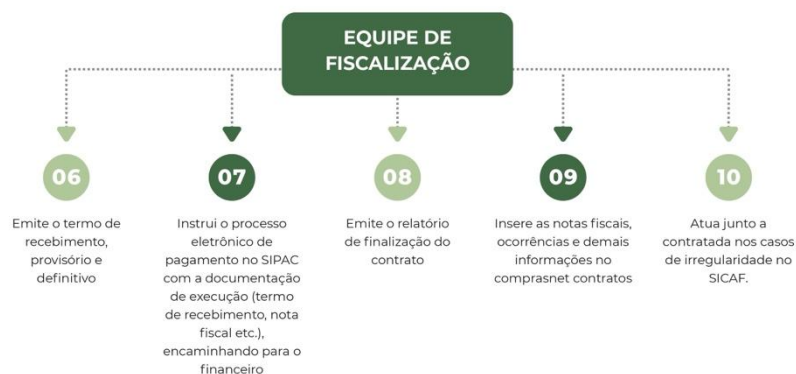 EQUIPE DE
FISCALIZAÇÃO
06
Emite o termo de
recebimento,
provisório e
definitivo
07
Instrui o processo
eletrônico de
pagamento no SIPAC
com a documentação
de execução (termo
de recebimento, nota
fiscal etc.),
encaminhando para o
financeiro
08
Emite o relatório
de finalização do
contrato
09
Insere as notas fiscais,
ocorrências e demais
informações no
comprasnet contratos
10
Atua junto a
contratada nos casos
de irregularidade no
SICAF.